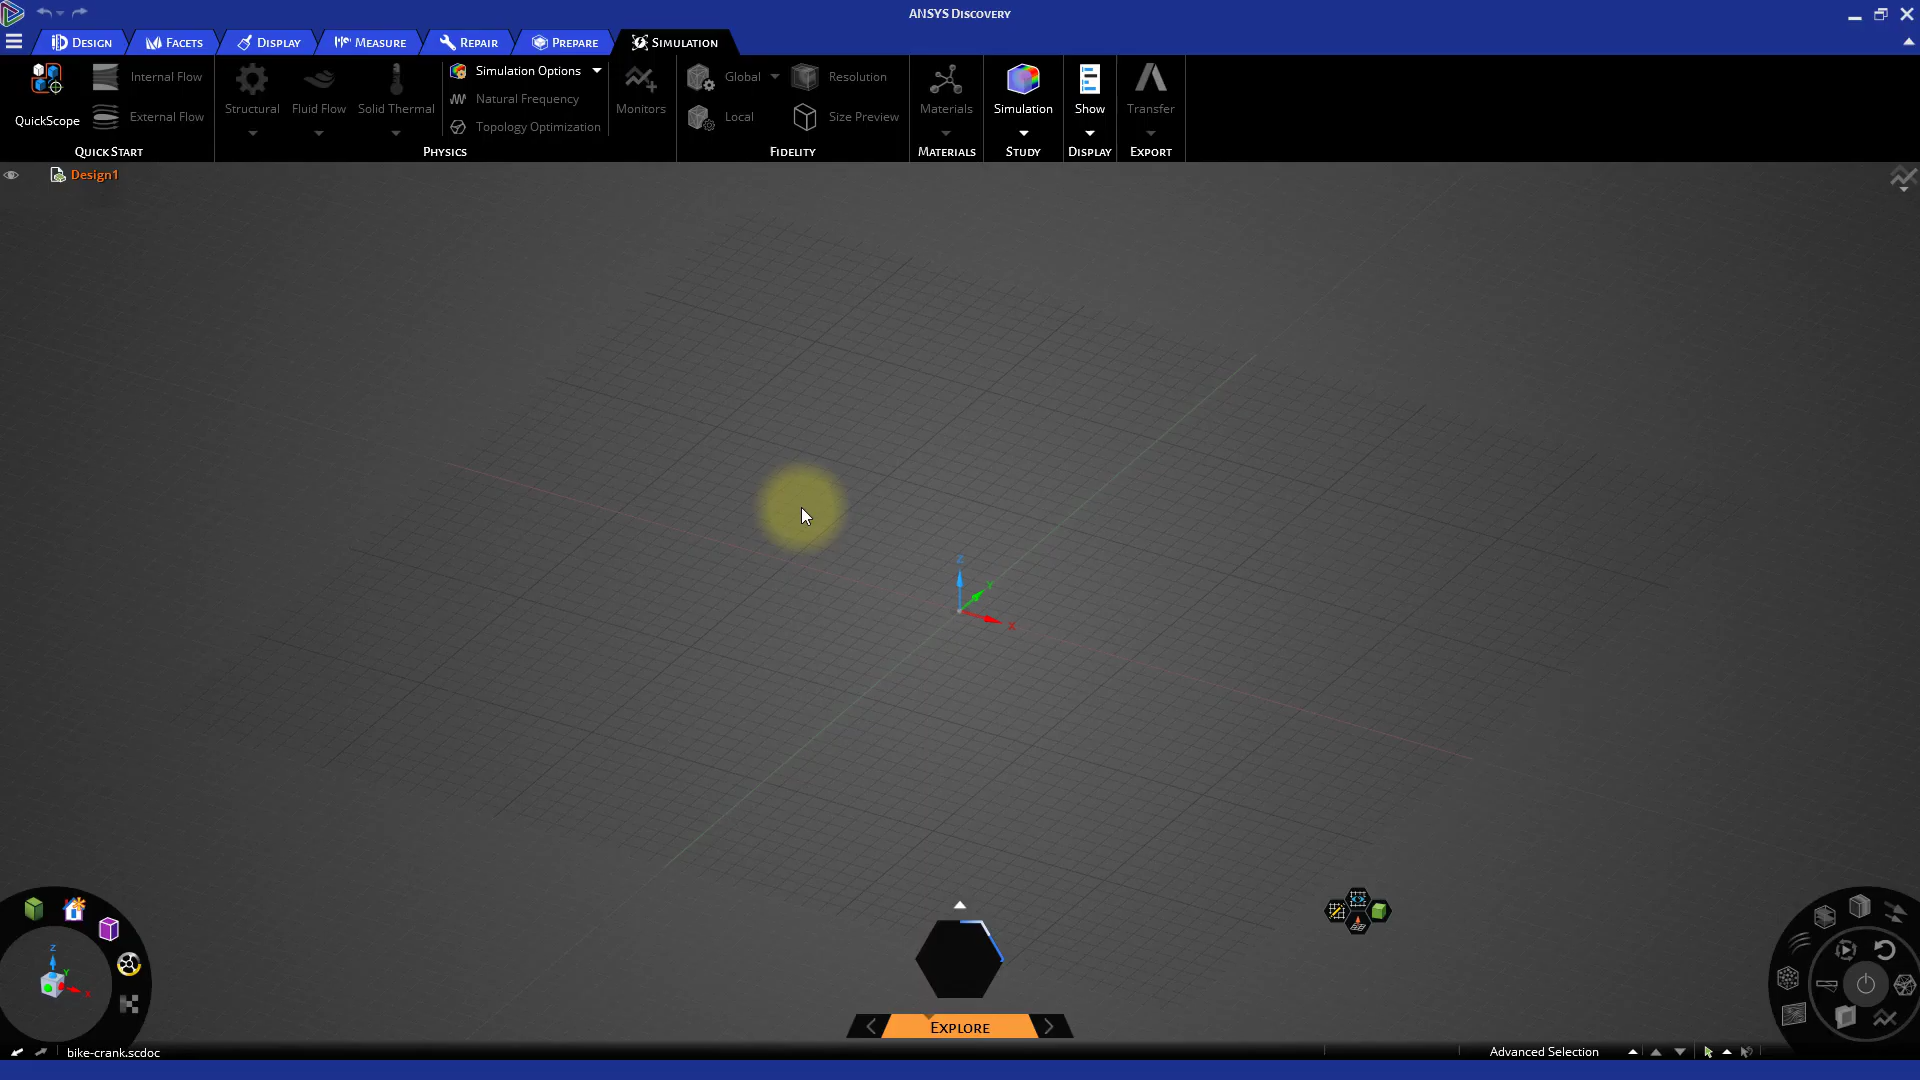 ANSYS DISCOVERY
DESIGN FACETS DISPLAY MEASURE REPAIR PREPARE SIMULATION
QuickScope
Internal Flow
External Flow
QUICK START
Structural Fluid Flow Solid Thermal
Simulation Options
Natural Frequency
Topology Optimization
PHYSICS
Monitors
Global Resolution
Local Size Preview
FIDELITY
Materials
MATERIALS
Simulation
STUDY
Show
DISPLAY
Transfer
EXPORT
Design1
Z
Y
X
Z
Y
X
EXPLORE
bike-crank.scdoc
Advanced Selection